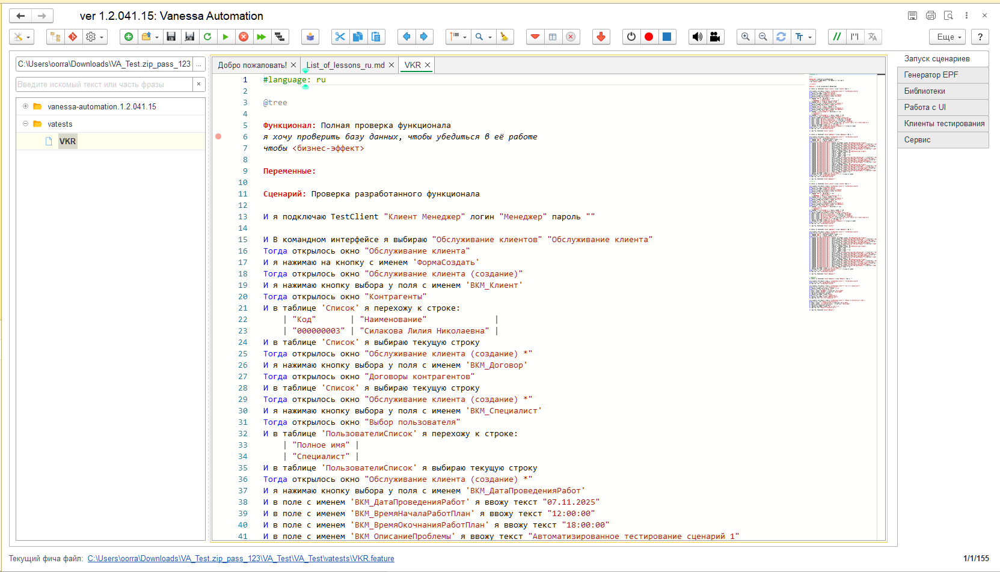 ver 1.2.041.15: Vanessa Automation
Еще
?
C:\Users\oorra\Downloads\VA_Test.zip_pass_123
...
Введите искомый текст или часть фразы
vanessa-automation.1.2.041.15
vatests
VKR
Добро пожаловать!
List_of_lessons_ru.md
VKR
1 #language: ru
2
3 @tree
4
5 Функционал: Полная проверка функционала
6 я хочу проверить базу данных, чтобы убедиться в её работе
7 чтобы <бизнес-эффект>
8
9 Переменные:
10
11 Сценарий: Проверка разработанного функционала
12
13 И я подключаю TestClient "Клиент Менеджер" логин "Менеджер" пароль ""
14
15 И В командном интерфейсе я выбираю "Обслуживание клиентов" "Обслуживание клиента"
16 Тогда открылось окно "Обслуживание клиента"
17 И я нажимаю на кнопку с именем 'ФормаСоздать'
18 Тогда открылось окно "Обслуживание клиента (создание)"
19 И я нажимаю кнопку выбора у поля с именем 'ВКМ_Клиент'
20 Тогда открылось окно "Контрагенты"
21 И в таблице 'Список' я перехожу к строке:
22 | "Код" | "Наименование" |
23 | "000000003" | "Силакова Лилия Николаевна" |
24 И в таблице 'Список' я выбираю текущую строку
25 Тогда открылось окно "Обслуживание клиента (создание) *"
26 И я нажимаю кнопку выбора у поля с именем 'ВКМ_Договор'
27 Тогда открылось окно "Договоры контрагентов"
28 И в таблице 'Список' я выбираю текущую строку
29 Тогда открылось окно "Обслуживание клиента (создание) *"
30 И я нажимаю кнопку выбора у поля с именем 'ВКМ_Специалист'
31 Тогда открылось окно "Выбор пользователя"
32 И в таблице 'ПользователиСписок' я перехожу к строке:
33 | "Полное имя" |
34 | "Специалист" |
35 И в таблице 'ПользователиСписок' я выбираю текущую строку
36 Тогда открылось окно "Обслуживание клиента (создание) *"
37 И я нажимаю кнопку выбора у поля с именем 'ВКМ_ДатаПроведенияРабот'
38 И в поле с именем 'ВКМ_ДатаПроведенияРабот' я ввожу текст "07.11.2025"
39 И в поле с именем 'ВКМ_ВремяНачалаРаботПлан' я ввожу текст "12:00:00"
40 И в поле с именем 'ВКМ_ВремяОкочнанияРаботПлан' я ввожу текст "18:00:00"
41 И в поле с именем 'ВКМ_ОписаниеПроблемы' я ввожу текст "Автоматизированное тестирование сценарий 1"
Запуск сценариев
Генератор EPF
Библиотеки
Работа с UI
Клиенты тестирования
Сервис
Текущий фича файл: C:\Users\oorra\Downloads\VA_Test.zip_pass_123\VA_Test\VA_Test\vatests\VKR.feature
1/1/155